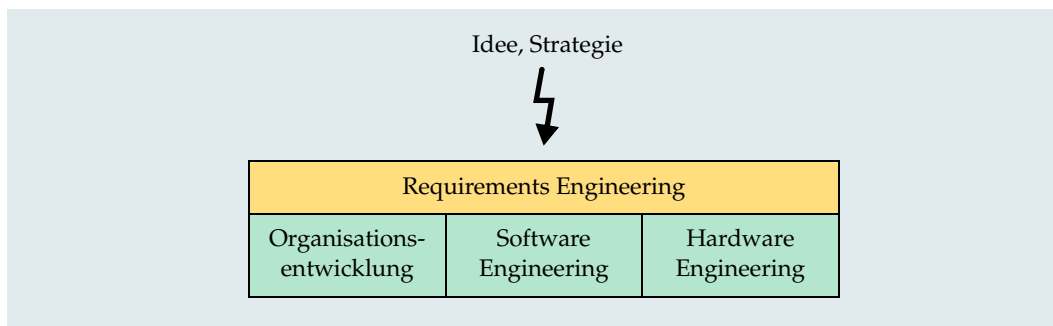 Idee, Strategie
Requirements Engineering
Organisations-
entwicklung
Software
Engineering
Hardware
Engineering